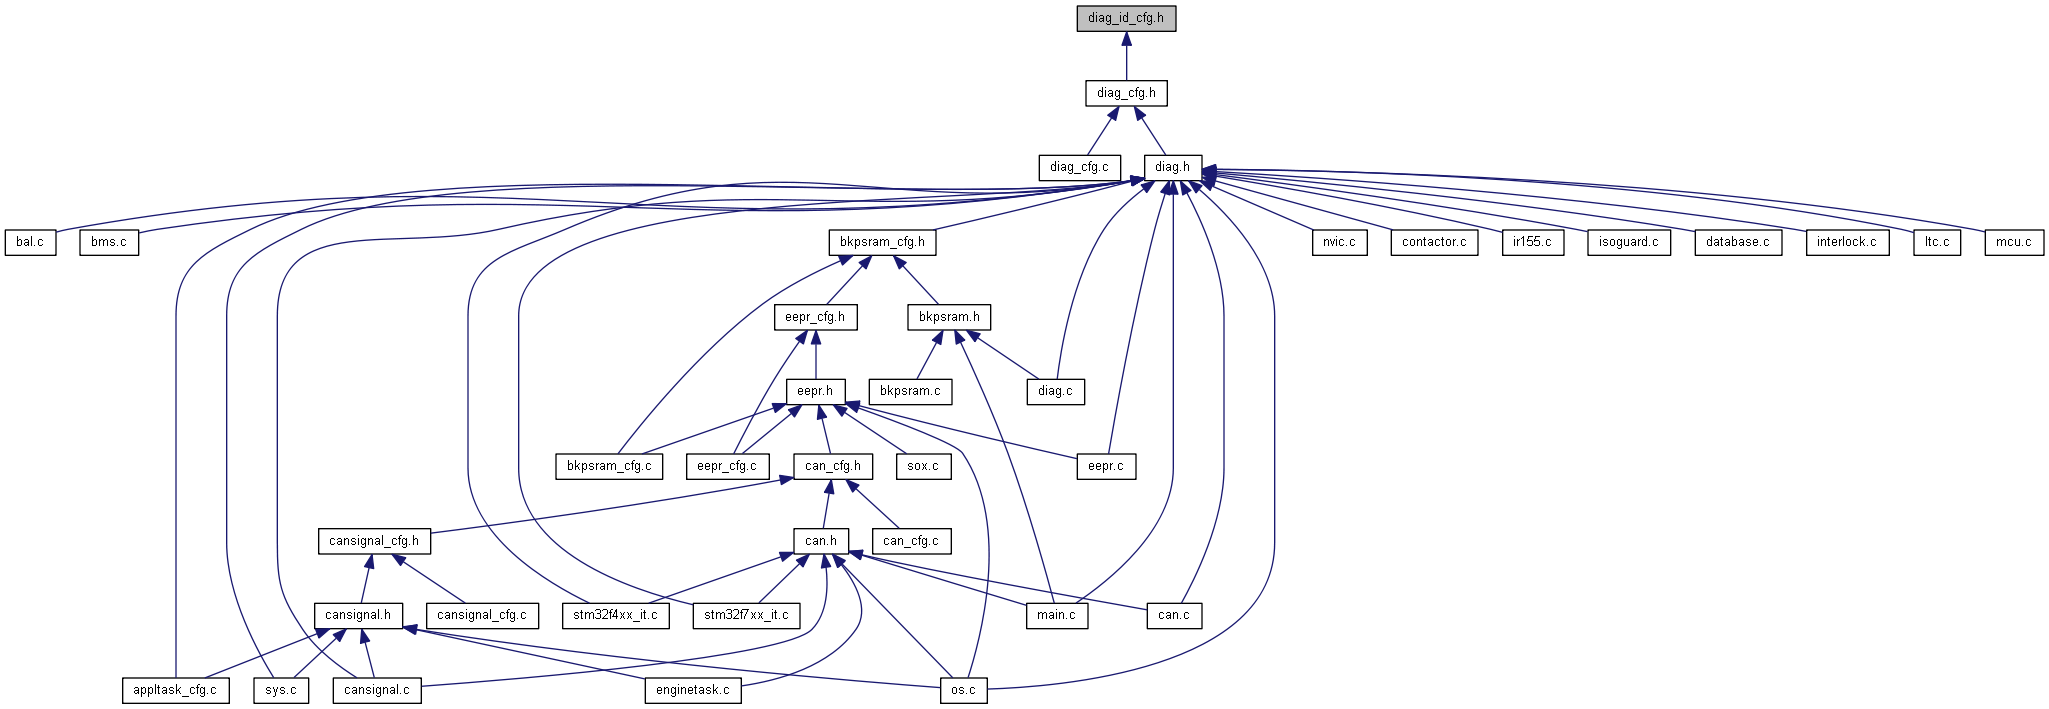 diag_id_cfg.h
diag_cfg.h
diag_cfg.c
diag.h
bal.c
bms.c
bkpsram_cfg.h
nvic.c
contactor.c
ir155.c
isoguard.c
database.c
interlock.c
ltc.c
mcu.c
eepr_cfg.h
bkpsram.h
eepr.h
bkpsram.c
diag.c
bkpsram_cfg.c
eepr_cfg.c
can_cfg.h
sox.c
eepr.c
cansignal_cfg.h
can.h
can_cfg.c
cansignal.h
cansignal_cfg.c
stm32f4xx_it.c
stm32f7xx_it.c
main.c
can.c
appltask_cfg.c
sys.c
cansignal.c
enginetask.c
os.c